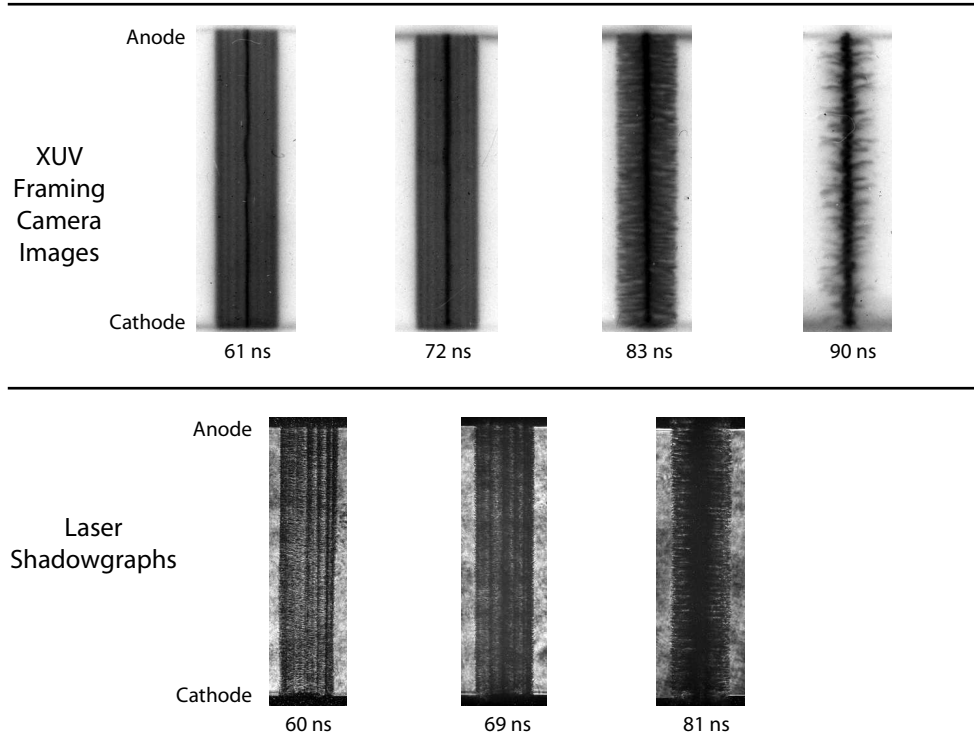 Anode
XUV
Framing
Camera
Images
Cathode
61 ns
72 ns
83 ns
90 ns
Anode
Laser
Shadowgraphs
Cathode
60 ns
69 ns
81 ns